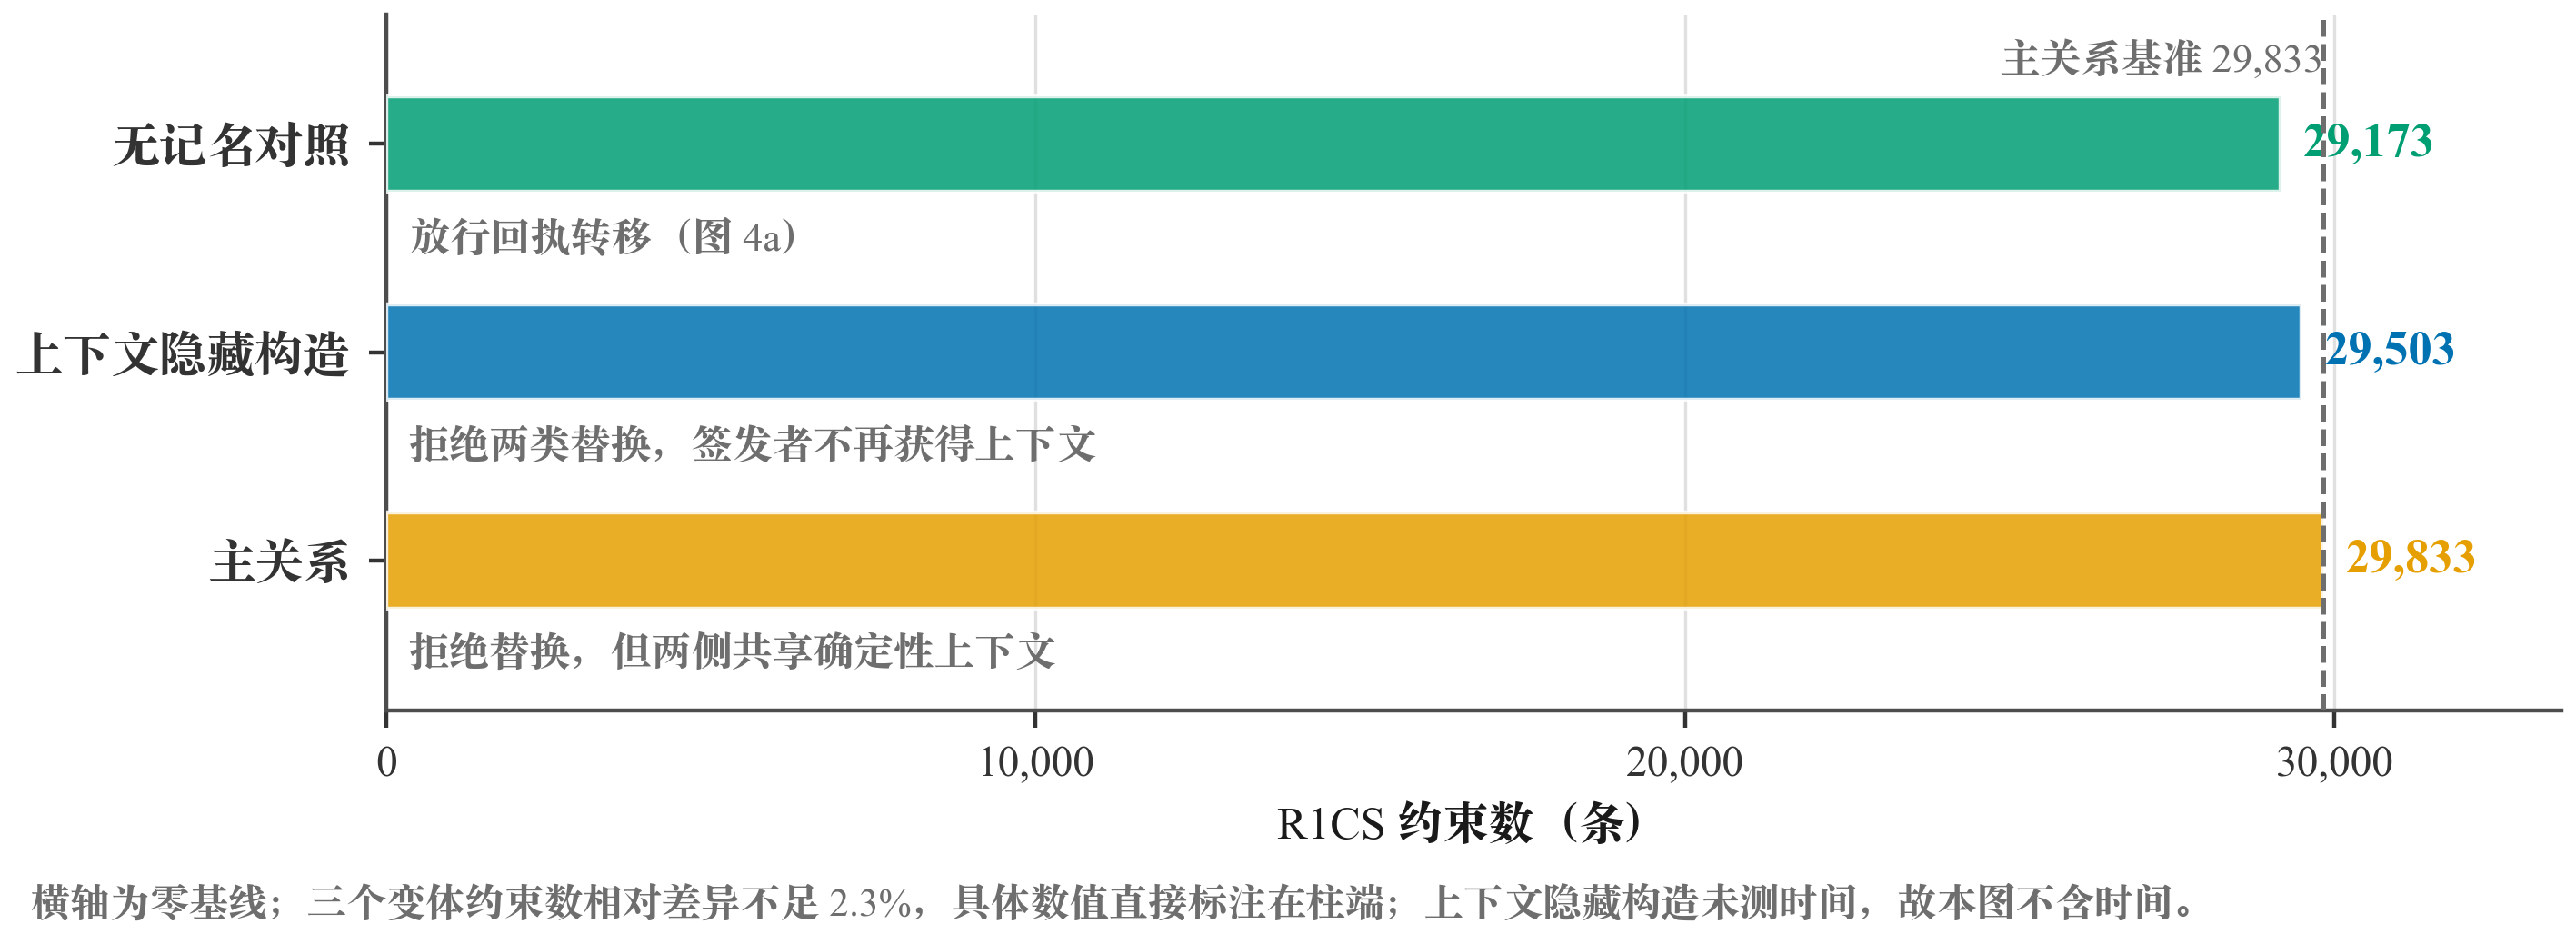 主关系基准 29,833
无记名对照
29,173
放行回执转移（图 4a）
上下文隐藏构造
29,503
拒绝两类替换，签发者不再获得上下文
主关系
29,833
拒绝替换，但两侧共享确定性上下文
0
10,000
20,000
30,000
R1CS 约束数（条）
横轴为零基线；三个变体约束数相对差异不足 2.3%，具体数值直接标注在柱端；上下文隐藏构造未测时间，故本图不含时间。